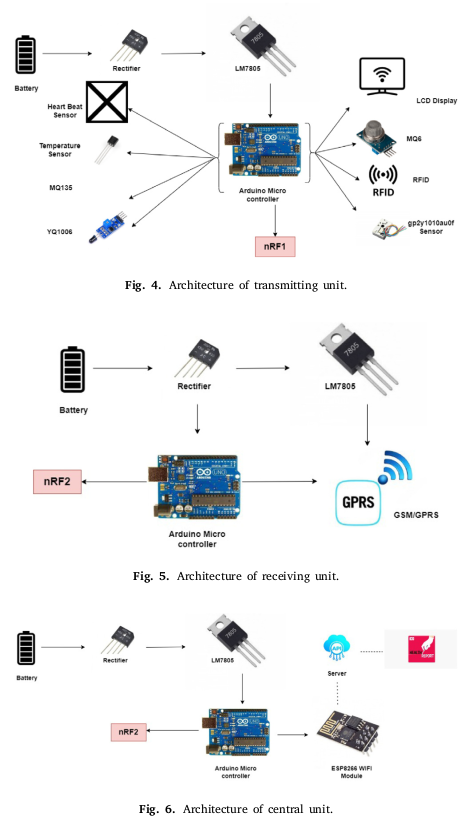 7805
Rectifier
LM7805
Battery
Heart Beat
Sensor
LCD Display
Temperature
Sensor
MQ6
MQ135
RFID
RFID
Arduino Micro
controller
YQ1006
gp2y1010au0f
Sensor
nRF1
Fig. 4. Architecture of transmitting unit.
7805
Rectifier
LM7805
Battery
nRF2
UNO
GPRS
GSM/GPRS
Arduino Micro
controller
Fig. 5. Architecture of receiving unit.
7805
API
Rectifier
LM7805
Battery
Server
REPORT
nRF2
Arduino Micro
controller
ESP8266 WIFI
Module
Fig. 6. Architecture of central unit.